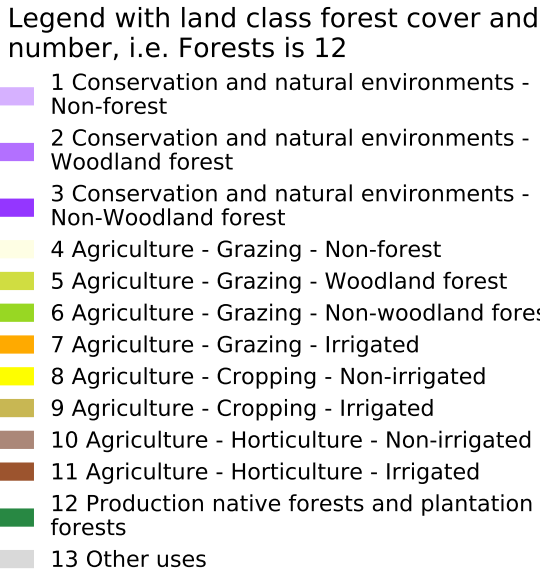 Legend with land class forest cover and
number, i.e. Forests is 12
1 Conservation and natural environments -
Non-forest
2 Conservation and natural environments -
Woodland forest
3 Conservation and natural environments -
Non-Woodland forest
4 Agriculture - Grazing - Non-forest
5 Agriculture - Grazing - Woodland forest
6 Agriculture - Grazing - Non-woodland fores
7 Agriculture - Grazing - Irrigated
8 Agriculture - Cropping - Non-irrigated
9 Agriculture - Cropping - Irrigated
10 Agriculture - Horticulture - Non-irrigated
11 Agriculture - Horticulture - Irrigated
12 Production native forests and plantation
forests
13 Other uses